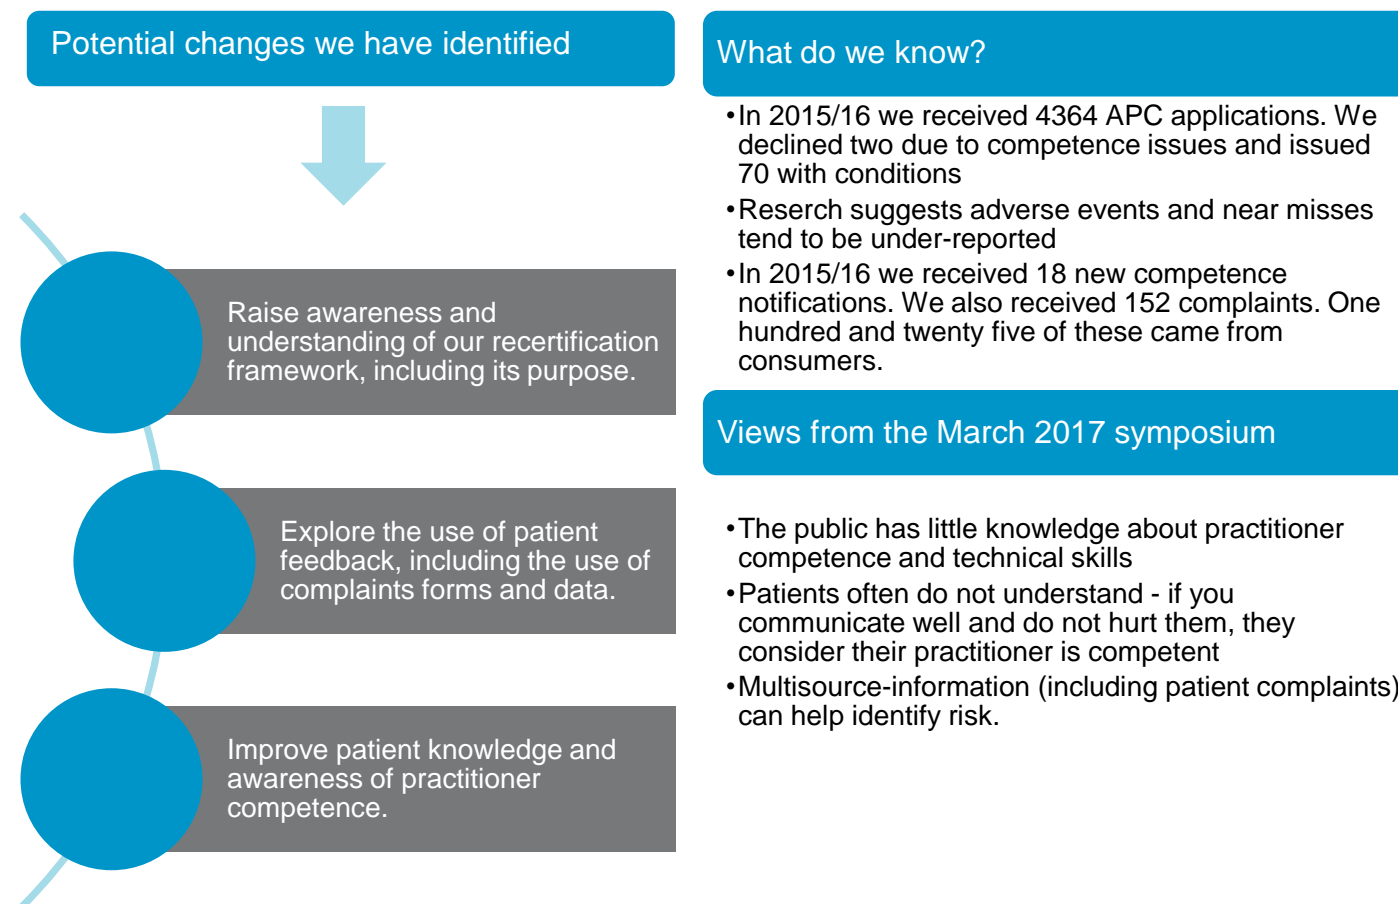 Potential changes we have identified
Raise awareness and
understanding of our recertification
framework, including its purpose.
Explore the use of patient
feedback, including the use of
complaints forms and data.
Improve patient knowledge and
awareness of practitioner
competence.
What do we know?
•In 2015/16 we received 4364 APC applications. We
declined two due to competence issues and issued
70 with conditions
•Reserch suggests adverse events and near misses
tend to be under-reported
•In 2015/16 we received 18 new competence
notifications. We also received 152 complaints. One
hundred and twenty five of these came from
consumers.
Views from the March 2017 symposium
•The public has little knowledge about practitioner
competence and technical skills
•Patients often do not understand - if you
communicate well and do not hurt them, they
consider their practitioner is competent
•Multisource-information (including patient complaints)
can help identify risk.